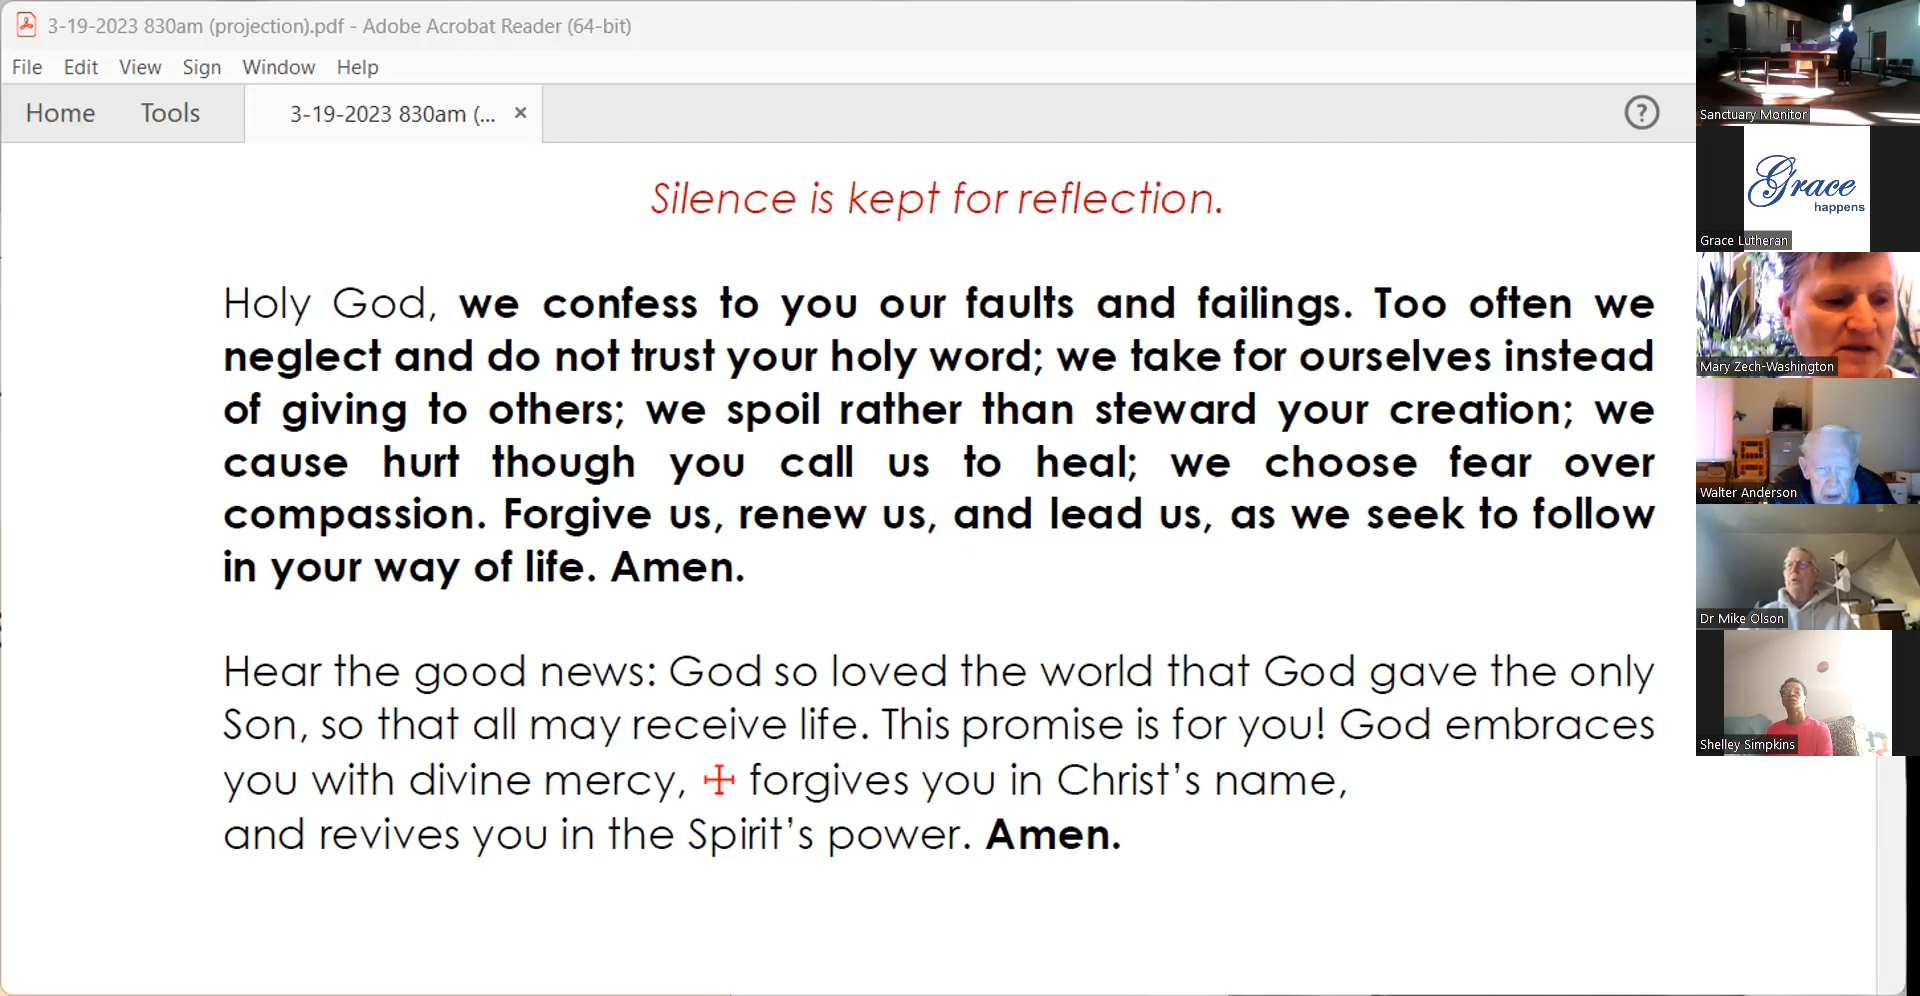 3-19-2023 830am (projection).pdf - Adobe Acrobat Reader (64-bit)
File Edit View Sign Window Help
Home Tools 3-19-2023 830am (... ×
?
Silence is kept for reflection.
Holy God, we confess to you our faults and failings. Too often we
neglect and do not trust your holy word; we take for ourselves instead
of giving to others; we spoil rather than steward your creation; we
cause hurt though you call us to heal; we choose fear over
compassion. Forgive us, renew us, and lead us, as we seek to follow
in your way of life. Amen.
Hear the good news: God so loved the world that God gave the only
Son, so that all may receive life. This promise is for you! God embraces
you with divine mercy, ☩ forgives you in Christ’s name,
and revives you in the Spirit’s power. Amen.
Sanctuary Monitor
Grace
happens
Grace Lutheran
Mary Zech-Washington
Walter Anderson
Dr Mike Olson
Shelley Simpkins